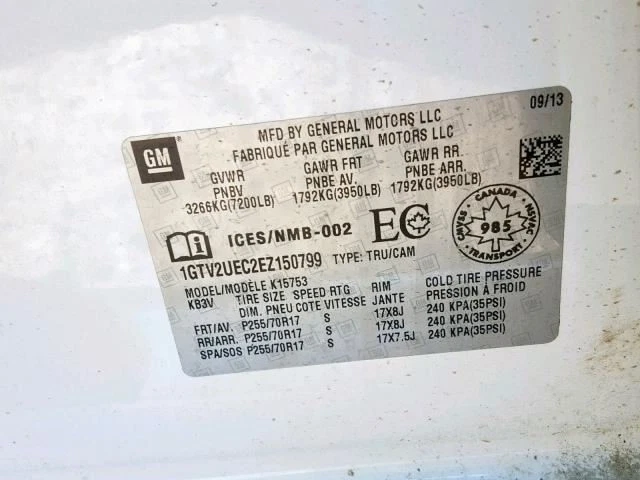 09/13
GM
MFD BY GENERAL MOTORS LLC
FABRIQUÉ PAR GENERAL MOTORS LLC
GVWR GAWR FRT GAWR RR.
PNBV PNBE AV. PNBE ARR.
3266KG(7200LB) 1792KG(3950LB) 1792KG(3950LB)
ICES/NMB-002 EC
CANADA
CMVSS NSVAC
985
TRANSPORT
1GTV2UEC2EZ150799 TYPE: TRU/CAM
MODEL/MODÈLE K15753
KB3V TIRE SIZE SPEED RTG RIM COLD TIRE PRESSURE
DIM. PNEU COTE VITESSE JANTE PRESSION À FROID
FRT/AV. P255/70R17 S 17X8J 240 KPA(35PSI)
RR/ARR. P255/70R17 S 17X8J 240 KPA(35PSI)
SPA/SOS P255/70R17 S 17X7.5J 240 KPA(35PSI)